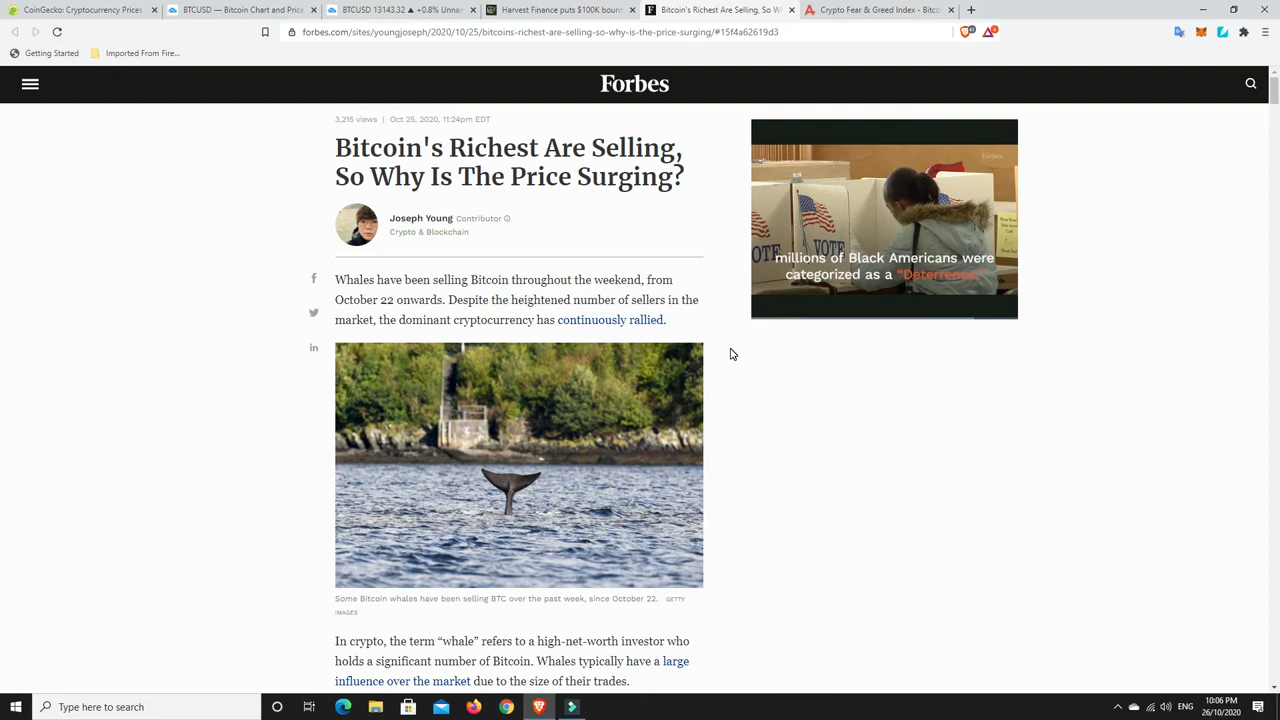 CoinGecko: Cryptocurrency Prices
BTCUSD — Bitcoin Chart and Price
BTCUSD 13143.32 ▲ +0.8% Unnam
Harvest Finance puts $100K bount
Bitcoin's Richest Are Selling, So W
Crypto Fear & Greed Index - Bitco
forbes.com/sites/youngjoseph/2020/10/25/bitcoins-richest-are-selling-so-why-is-the-price-surging/#15f4a62619d3
Getting Started
Imported From Fire...
Forbes
3,215 views | Oct 25, 2020, 11:24pm EDT
Bitcoin's Richest Are Selling,
So Why Is The Price Surging?
Joseph Young Contributor
Crypto & Blockchain
Whales have been selling Bitcoin throughout the weekend, from
October 22 onwards. Despite the heightened number of sellers in the
market, the dominant cryptocurrency has continuously rallied.
Forbes
VOTE
VOTE
millions of Black Americans were
categorized as a "Deterrence."
Some Bitcoin whales have been selling BTC over the past week, since October 22. GETTY
IMAGES
In crypto, the term “whale” refers to a high-net-worth investor who
holds a significant number of Bitcoin. Whales typically have a large
influence over the market due to the size of their trades.
Type here to search
ENG
10:06 PM
26/10/2020